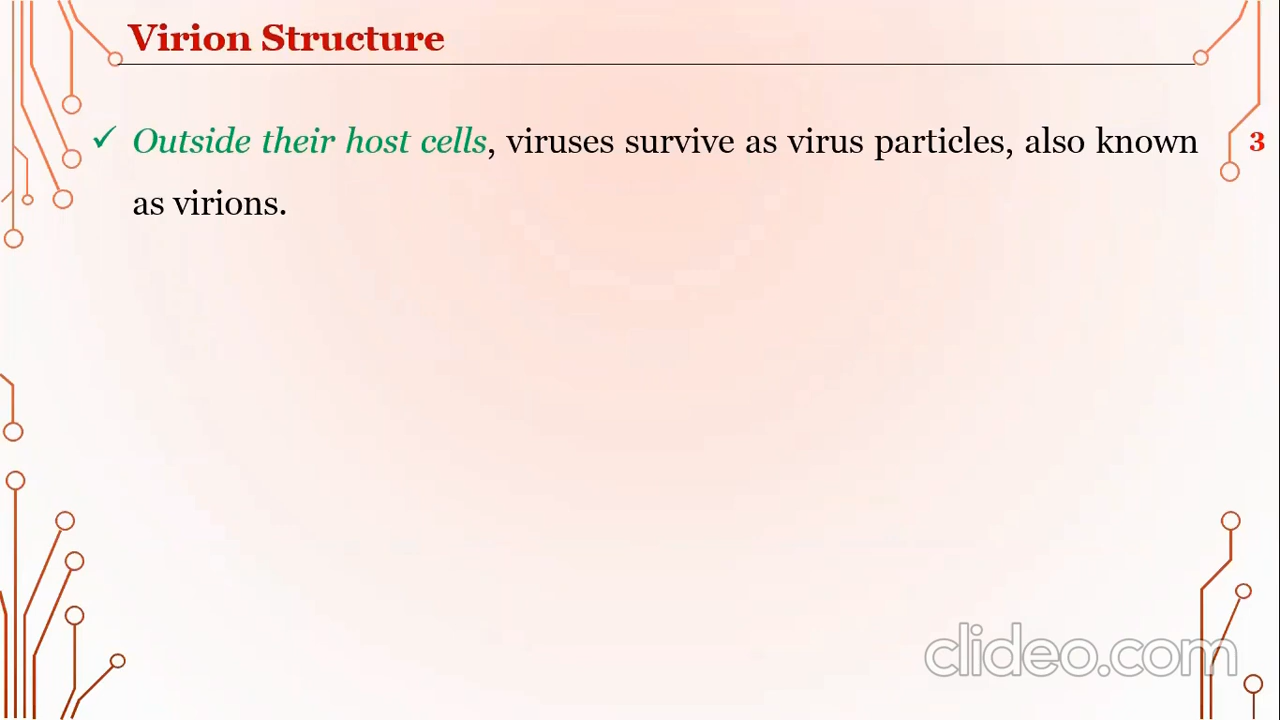 Virion Structure
✓ Outside their host cells, viruses survive as virus particles, also known
as virions.
3
clideo.com